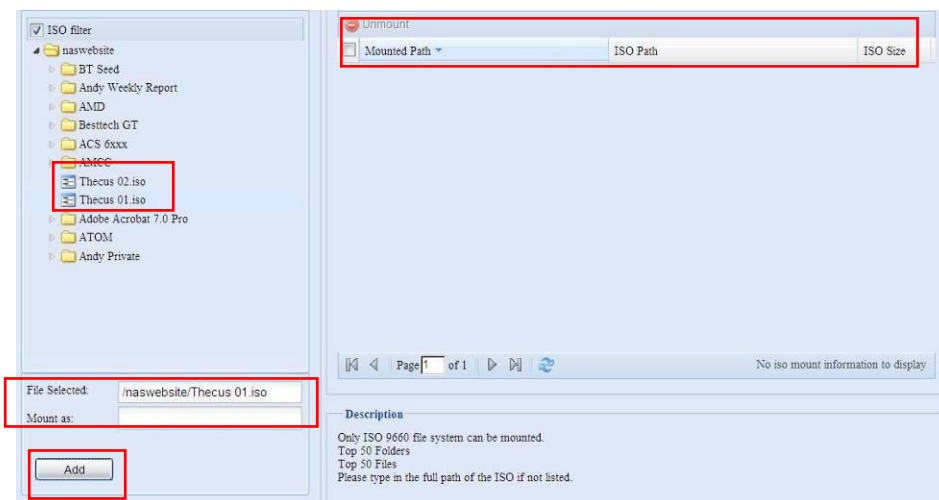 ISO filter
naswebsite
BT Seed
Andy Weekly Report
AMD
Besttech GT
ACS 6xxx
AMCC
Thecus 02.iso
Thecus 01.iso
Adobe Acrobat 7.0 Pro
ATOM
Andy Private
File Selected: /naswebsite/Thecus 01.iso
Mount as:
Add
Unmount
Mounted Path ISO Path ISO Size
Page 1 of 1 No iso mount information to display
Description
Only ISO 9660 file system can be mounted.
Top 50 Folders
Top 50 Files
Please type in the full path of the ISO if not listed.